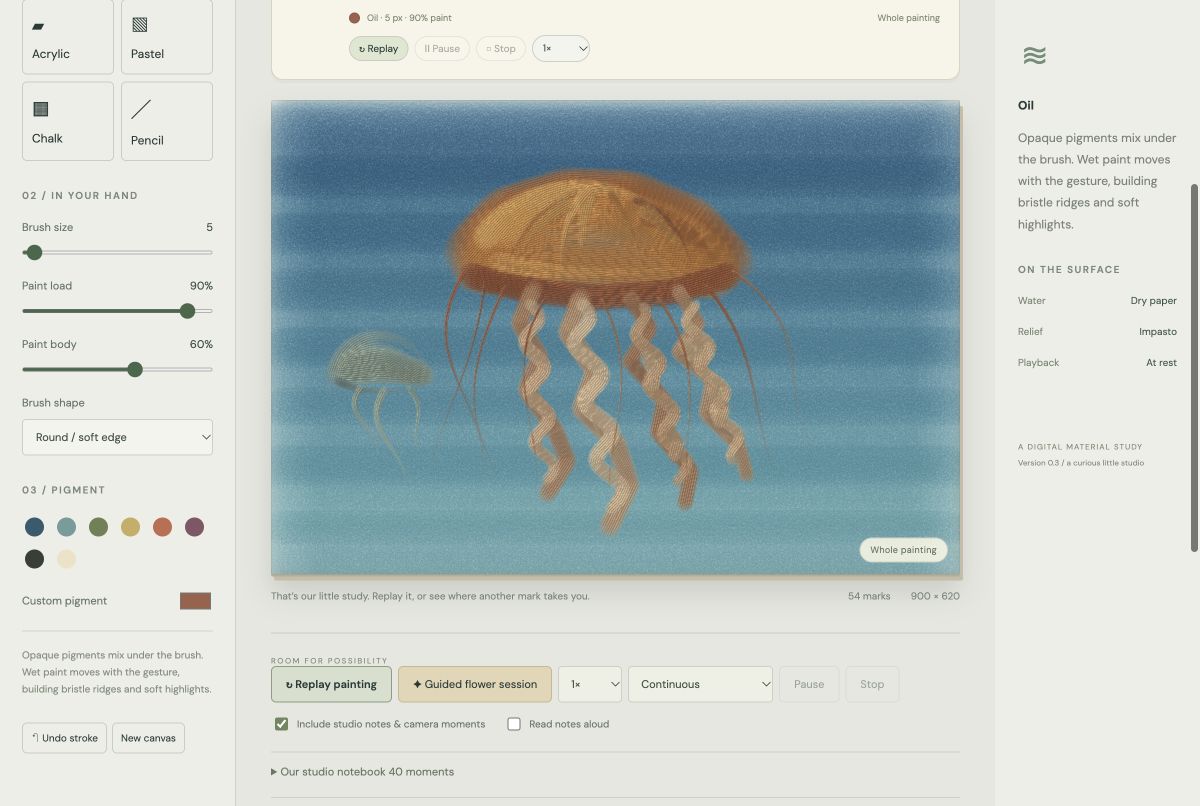 Acrylic
Pastel
Chalk
Pencil
02 / IN YOUR HAND
Brush size 5
Paint load 90%
Paint body 60%
Brush shape
Round / soft edge
03 / PIGMENT
Custom pigment
Opaque pigments mix under the brush.
Wet paint moves with the gesture,
building bristle ridges and soft highlights.
Undo stroke
New canvas
Oil · 5 px · 90% paint
Whole painting
Replay
Pause
Stop
1×
Whole painting
That's our little study. Replay it, or see where another mark takes you.
54 marks
900 × 620
ROOM FOR POSSIBILITY
Replay painting
Guided flower session
1×
Continuous
Pause
Stop
Include studio notes & camera moments
Read notes aloud
Our studio notebook 40 moments
Oil
Opaque pigments mix under
the brush. Wet paint moves
with the gesture, building
bristle ridges and soft
highlights.
ON THE SURFACE
Water Dry paper
Relief Impasto
Playback At rest
A DIGITAL MATERIAL STUDY
Version 0.3 / a curious little studio